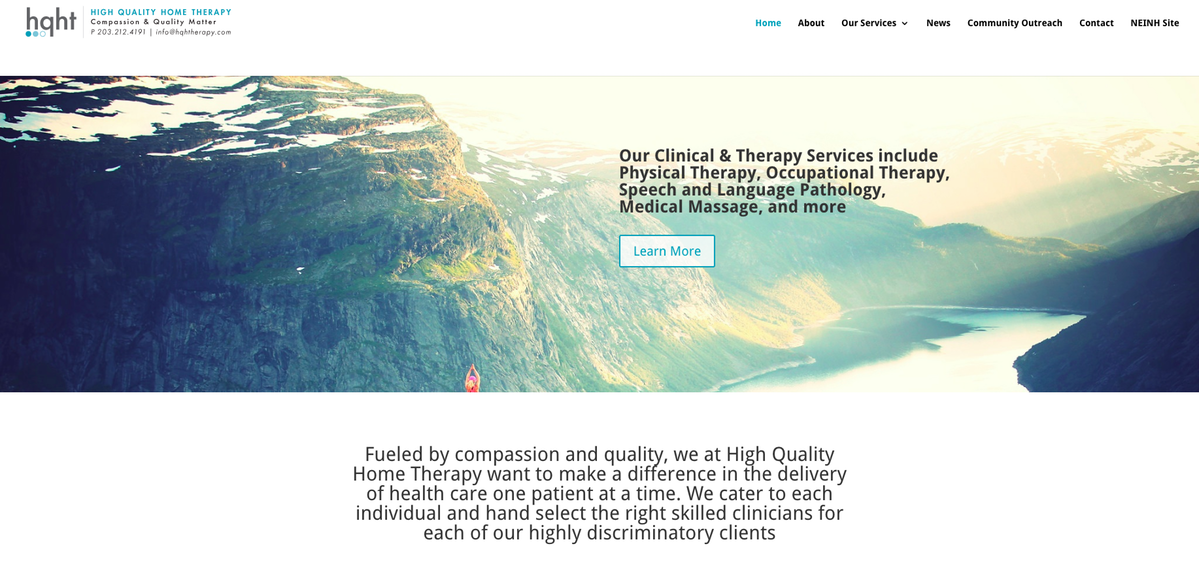 hqht
HIGH QUALITY HOME THERAPY
Compassion & Quality Matter
P 203.212.4191 | info@hqhtherapy.com
Home About Our Services News Community Outreach Contact NEINH Site
Our Clinical & Therapy Services include
Physical Therapy, Occupational Therapy,
Speech and Language Pathology,
Medical Massage, and more
Learn More
Fueled by compassion and quality, we at High Quality
Home Therapy want to make a difference in the delivery
of health care one patient at a time. We cater to each
individual and hand select the right skilled clinicians for
each of our highly discriminatory clients